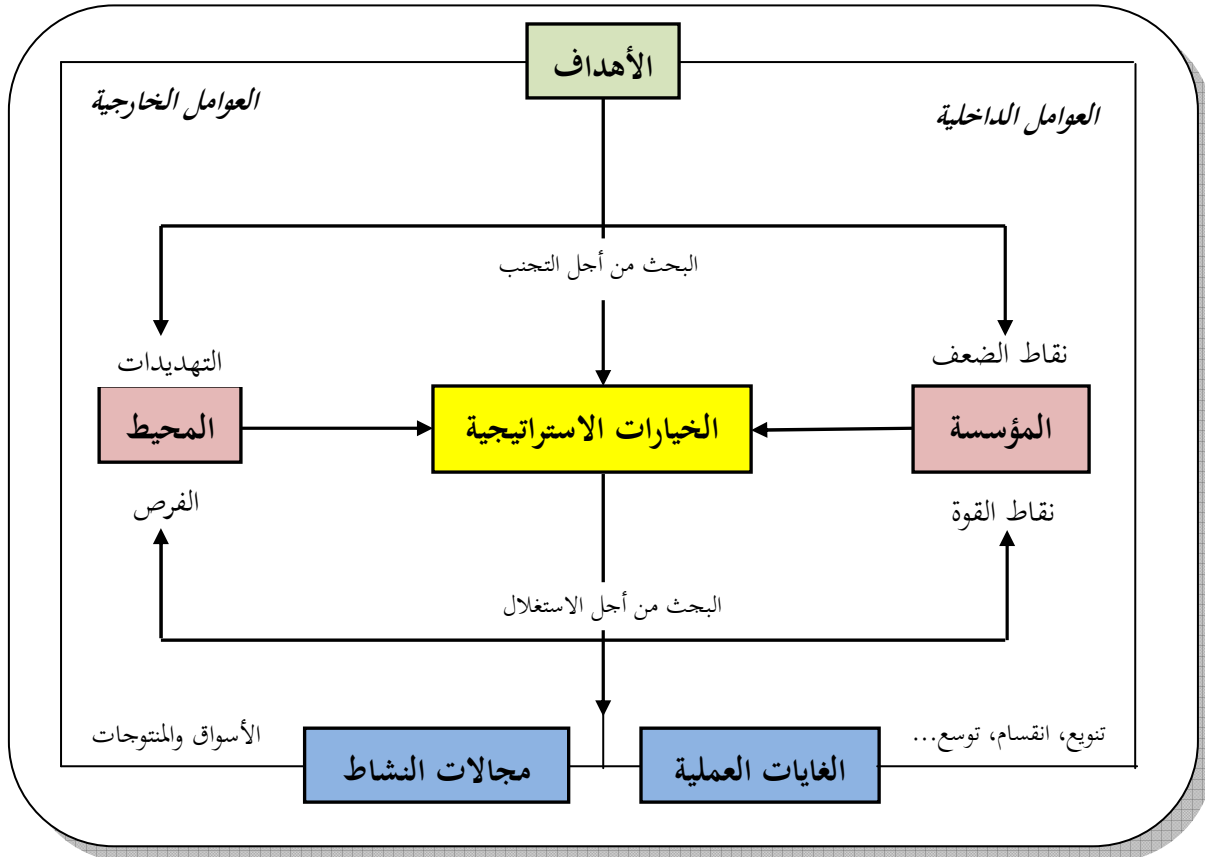 الأهداف
العوامل الداخلية
العوامل الخارجية
البحث من أجل التجنب
نقاط الضعف
التهديدات
المؤسسة
الخيارات الاستراتيجية
المحيط
نقاط القوة
الفرص
البحث من أجل الاستغلال
تنويع، انقسام، توسع...
الأسواق والمنتوجات
الغايات العملية
مجالات النشاط